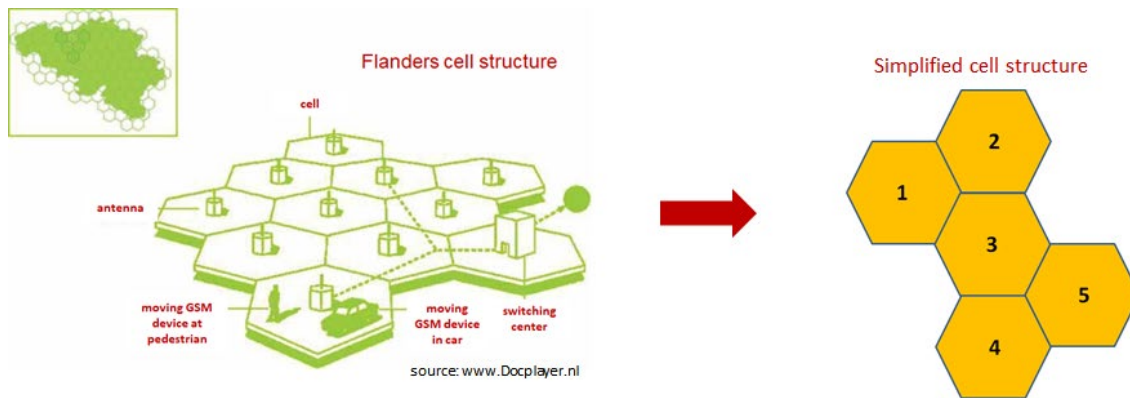 Flanders cell structure
Simplified cell structure
cell
2
1
antenna
3
5
moving GSM
device at
pedestrian
moving
GSM device
in car
switching
center
4
source: www.Docplayer.nl